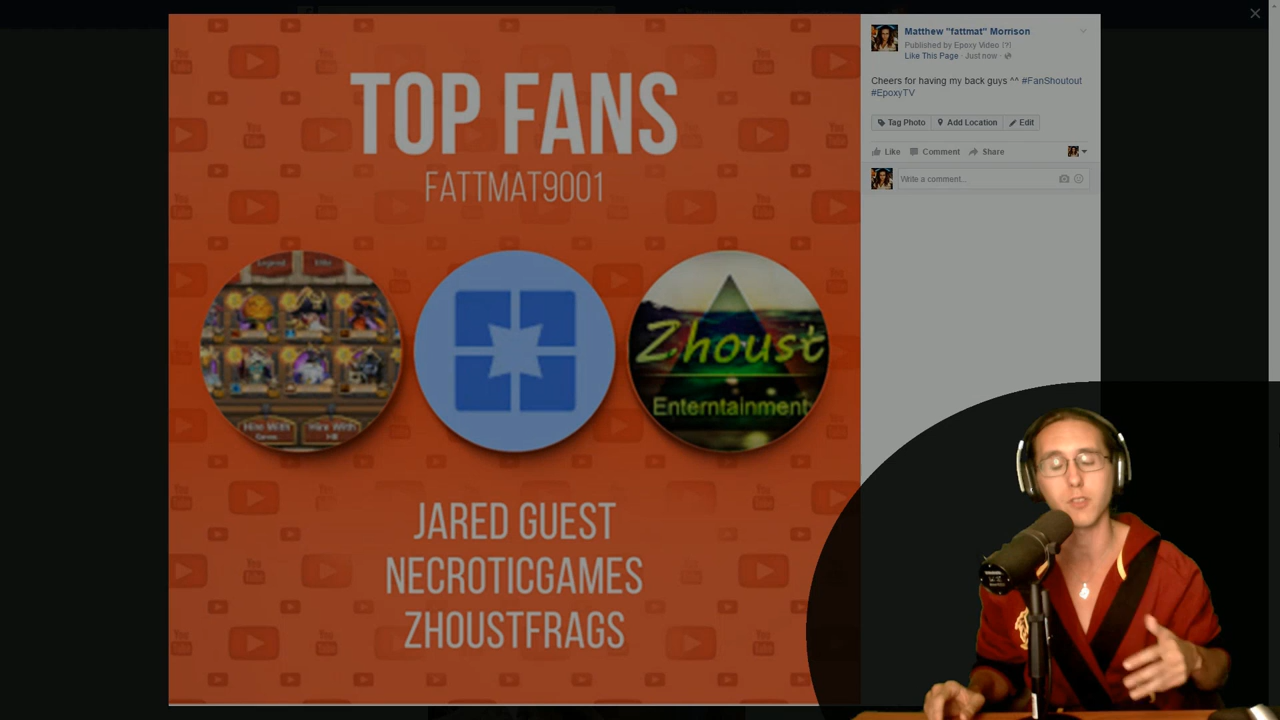 TOP FANS
FATTMAT9001
Zhoust
Enterntainment
JARED GUEST
NECROTICGAMES
ZHOUSTFRAGS
Matthew "fattmat" Morrison
Published by Epoxy Video [?]
Like This Page · Just now ·
Cheers for having my back guys ^^ #FanShoutout
#EpoxyTV
Tag Photo Add Location Edit
Like Comment Share
Write a comment...